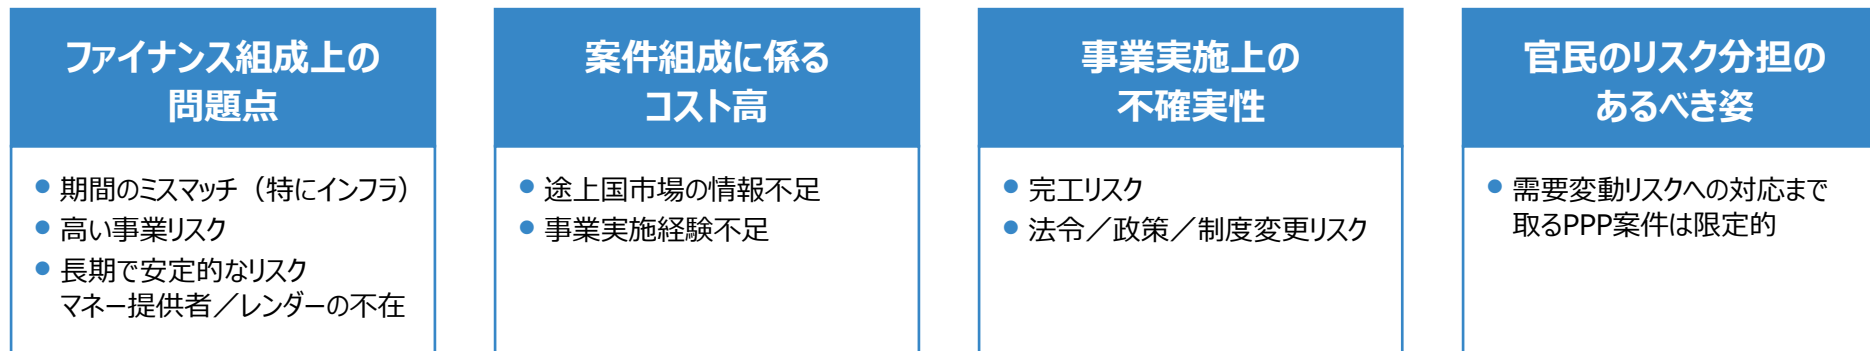 ファイナンス組成上の
問題点
● 期間のミスマッチ（特にインフラ）
● 高い事業リスク
● 長期で安定的なリスク
マネー提供者／レンダーの不在
案件組成に係る
コスト高
● 途上国市場の情報不足
● 事業実施経験不足
事業実施上の
不確実性
● 完工リスク
● 法令／政策／制度変更リスク
官民のリスク分担の
あるべき姿
● 需要変動リスクへの対応まで
取るPPP案件は限定的